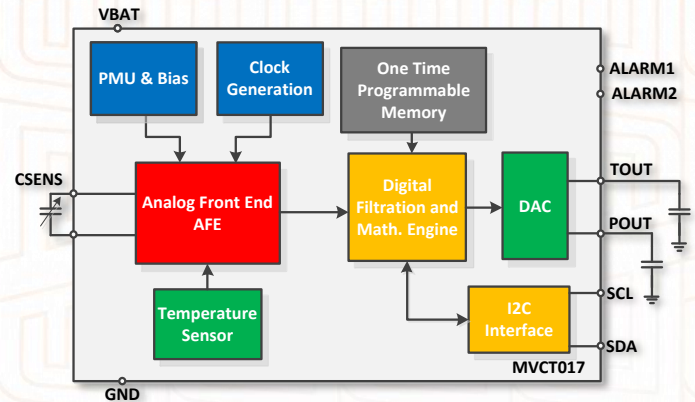 VBAT
PMU & Bias
Clock
Generation
One Time
Programmable
Memory
ALARM1
ALARM2
CSENS
Analog Front End
AFE
Digital
Filtration and
Math. Engine
DAC
TOUT
POUT
Temperature
Sensor
I2C
Interface
SCL
SDA
MVCT017
GND